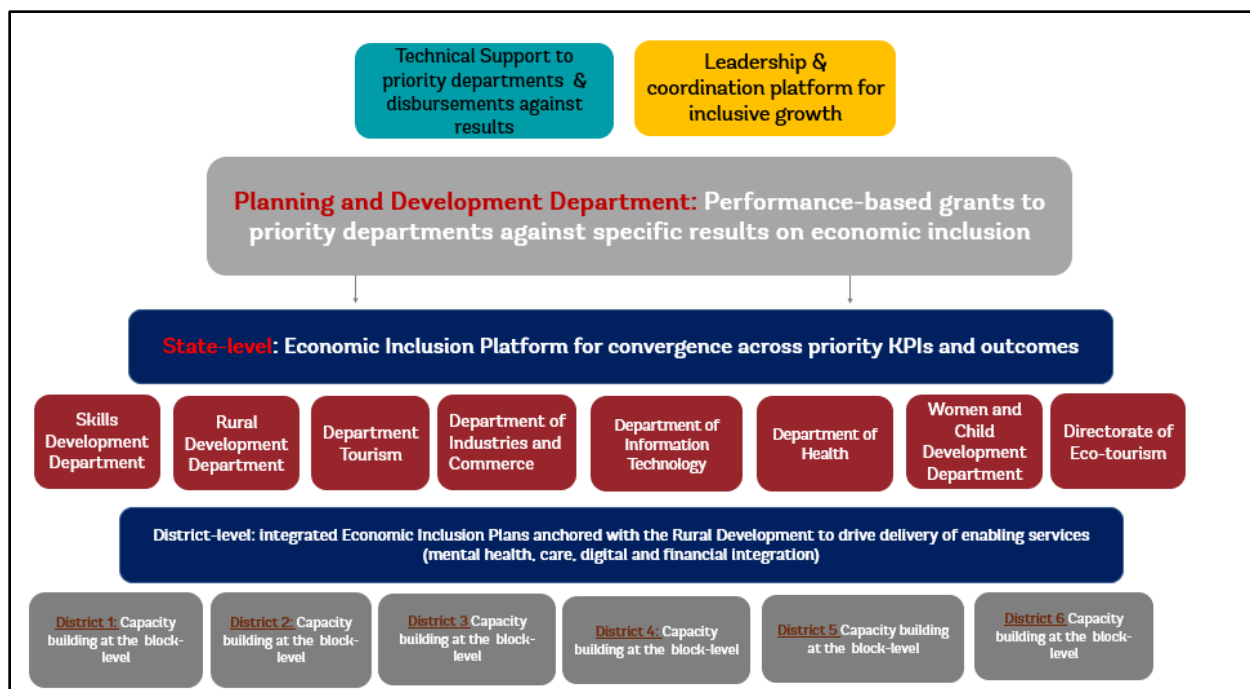 Technical Support to
priority departments &
disbursements against
results
Leadership &
coordination platform for
inclusive growth
Planning and Development Department: Performance-based grants to
priority departments against specific results on economic inclusion
State-level: Economic Inclusion Platform for convergence across priority KPIs and outcomes
Skills
Development
Department
Rural
Development
Department
Department
Tourism
Department of
Industries and
Commerce
Department of
Information
Technology
Department of
Health
Women and
Child
Development
Department
Directorate of
Eco-tourism
District-level: integrated Economic Inclusion Plans anchored with the Rural Development to drive delivery of enabling services
(mental health, care, digital and financial integration)
District 1: Capacity
building at the block-
level
District 2: Capacity
building at the block-
level
District 3 Capacity
building at the block-
level
District 4: Capacity
building at the block-level
District 5 Capacity building
at the block-level
District 6 Capacity
building at the block-
level